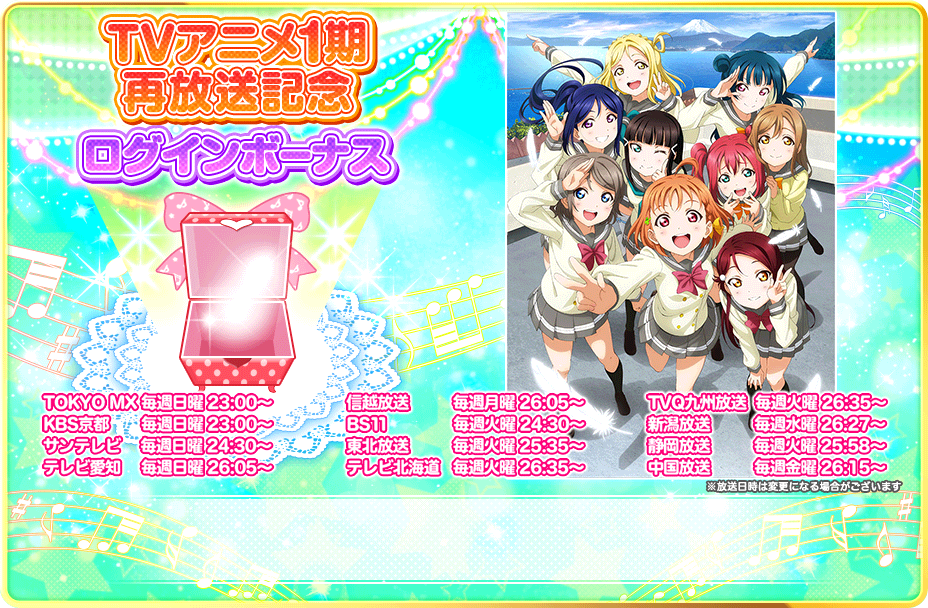 TVアニメ1期
再放送記念
ログインボーナス
TOKYO MX 毎週日曜 23:00～
KBS京都 毎週日曜 23:00～
サンテレビ 毎週日曜 24:30～
テレビ愛知 毎週日曜 26:05～
信越放送 毎週月曜 26:05～
BS11 毎週火曜 24:30～
東北放送 毎週火曜 25:35～
テレビ北海道 毎週火曜 26:35～
TVQ九州放送 毎週火曜 26:35～
新潟放送 毎週水曜 26:27～
静岡放送 毎週火曜 25:58～
中国放送 毎週金曜 26:15～
※放送日時は変更になる場合がございます